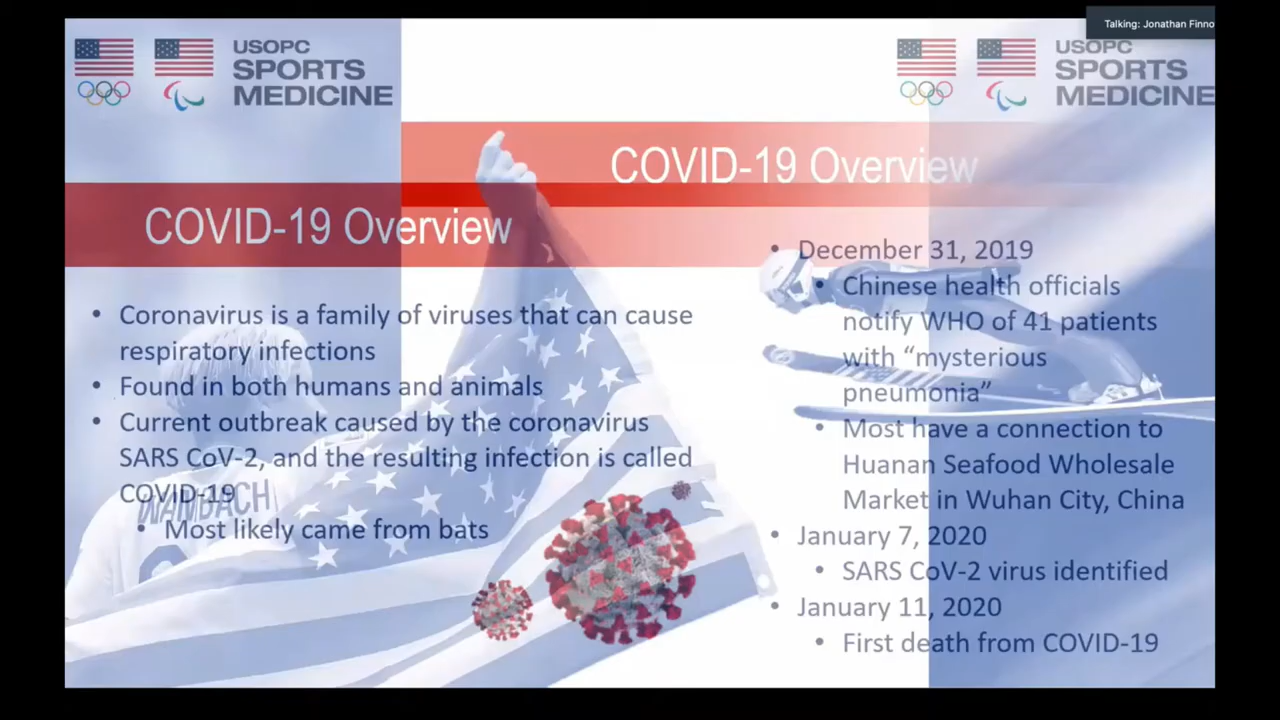 Talking: Jonathan Finno
USOPC
SPORTS
MEDICINE
USOPC
SPORTS
MEDICINE
COVID-19 Overview
COVID-19 Overview
• Coronavirus is a family of viruses that can cause
respiratory infections
• Found in both humans and animals
• Current outbreak caused by the coronavirus
SARS CoV-2, and the resulting infection is called
COVID-19
• Most likely came from bats
WAMBACH
• December 31, 2019
• Chinese health officials
notify WHO of 41 patients
with “mysterious
pneumonia”
• Most have a connection to
Huanan Seafood Wholesale
Market in Wuhan City, China
• January 7, 2020
• SARS CoV-2 virus identified
• January 11, 2020
• First death from COVID-19